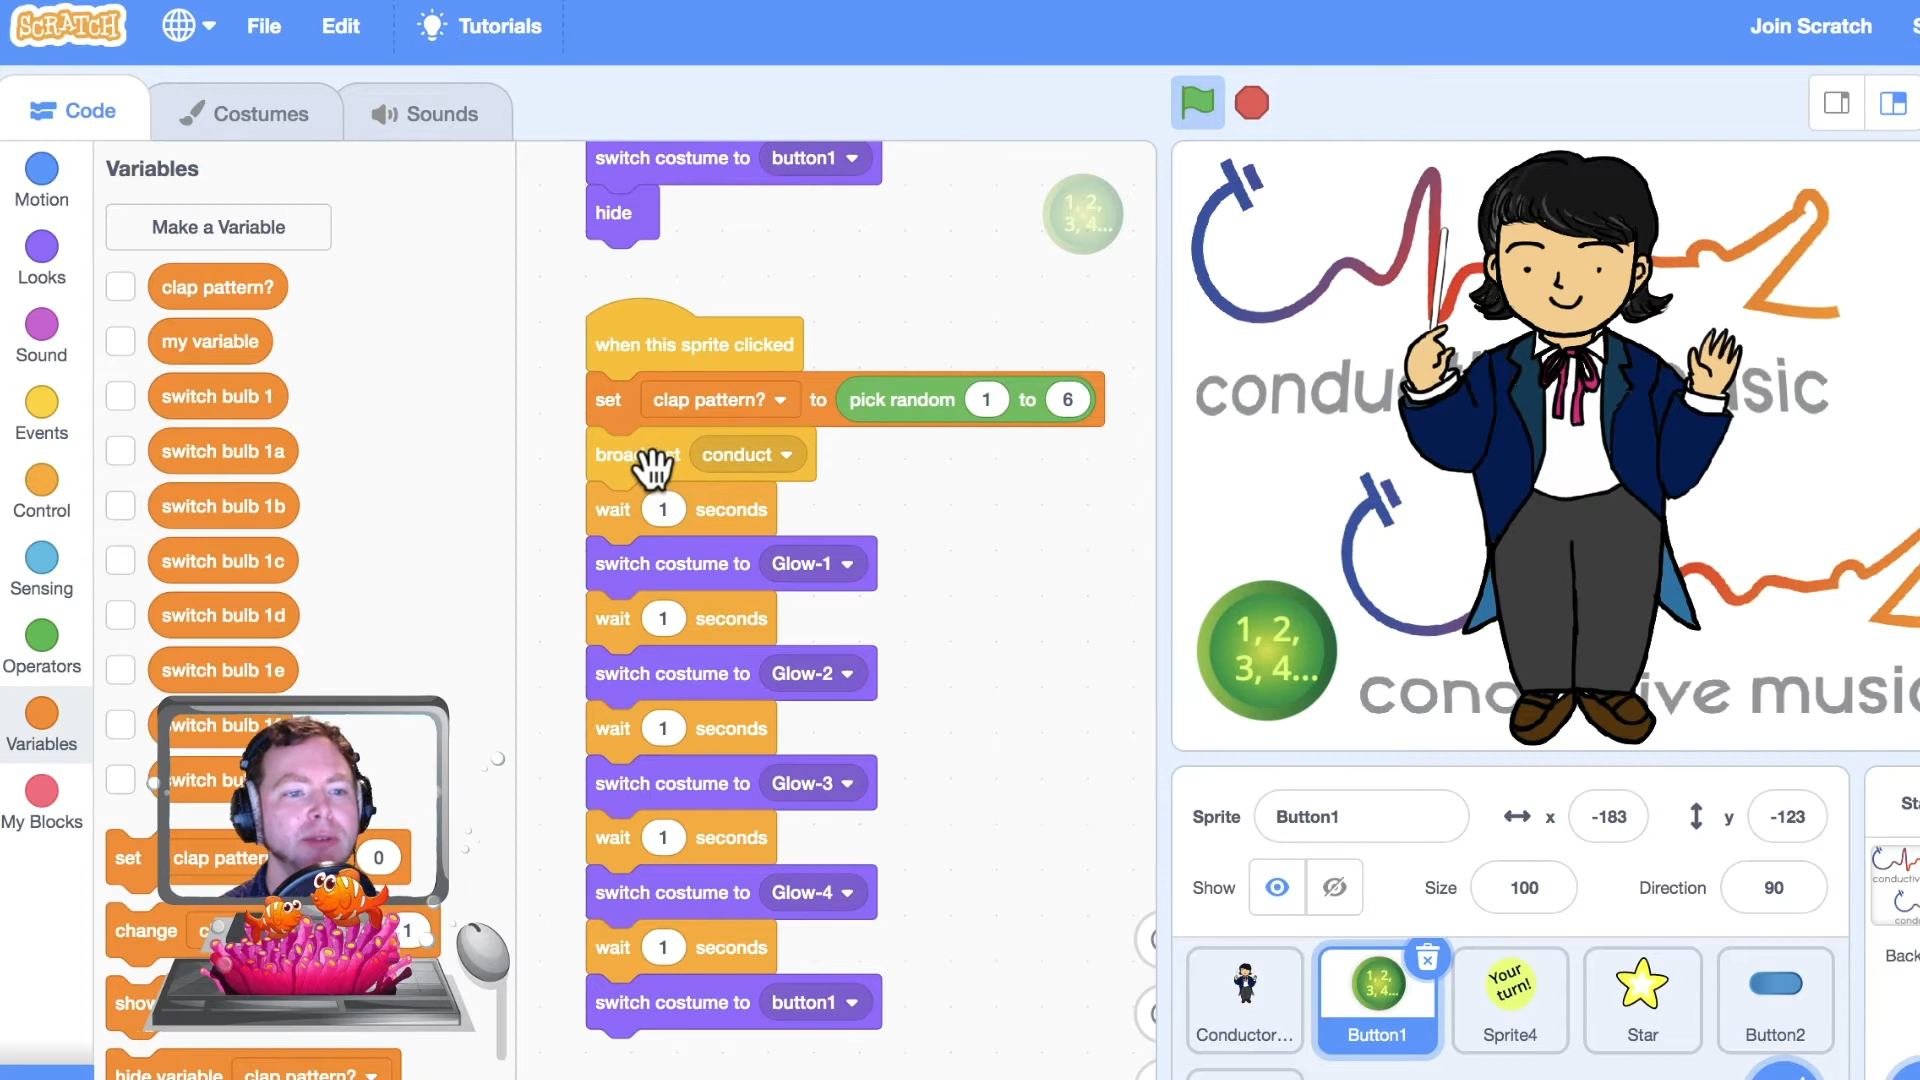 SCRATCH File Edit Tutorials Join Scratch
Code Costumes Sounds
Motion
Looks
Sound
Events
Control
Sensing
Operators
Variables
My Blocks
Variables
Make a Variable
clap pattern?
my variable
switch bulb 1
switch bulb 1a
switch bulb 1b
switch bulb 1c
switch bulb 1d
switch bulb 1e
set 0
change 1
hide variable clap pattern?
switch costume to button1
hide
1, 2,
3, 4...
when this sprite clicked
set clap pattern? to pick random 1 to 6
conduct
wait 1 seconds
switch costume to Glow-1
wait 1 seconds
switch costume to Glow-2
wait 1 seconds
switch costume to Glow-3
wait 1 seconds
switch costume to Glow-4
wait 1 seconds
switch costume to button1
1, 2,
3, 4...
Sprite Button1 x -183 y -123
Show Size 100 Direction 90
1, 2,
3, 4...
Your
turn!
Conductor... Button1 Sprite4 Star Button2